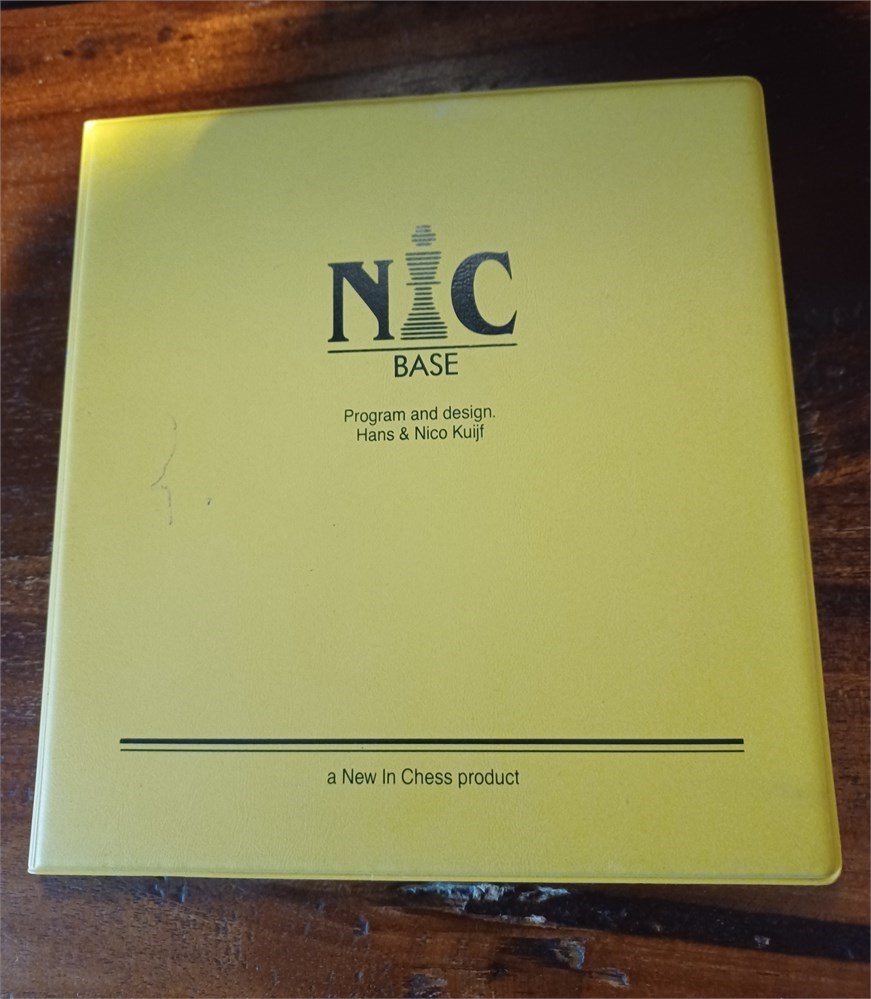 NIC
BASE
Program and design.
Hans & Nico Kuijf
a New In Chess product